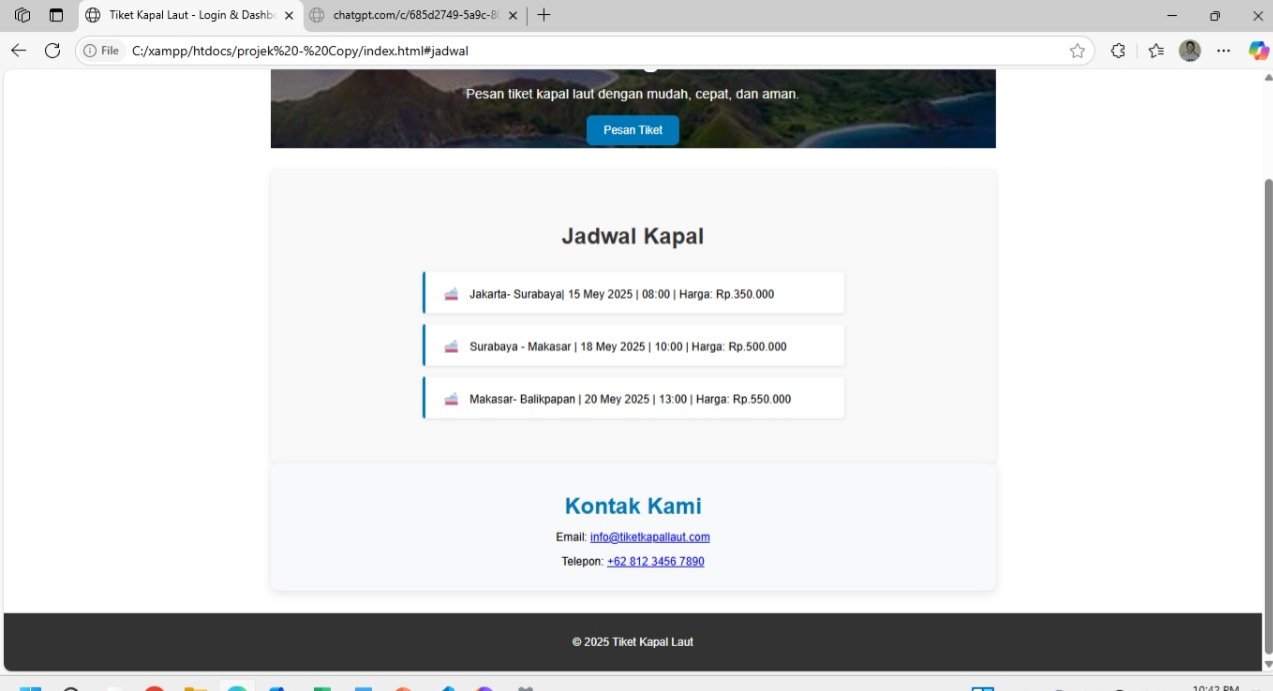 Tiket Kapal Laut - Login & Dashbo
chatgpt.com/c/685d2749-5a9c-80
File
C:/xampp/htdocs/projek%20-%20Copy/index.html#jadwal
Pesan tiket kapal laut dengan mudah, cepat, dan aman.
Pesan Tiket
Jadwal Kapal
Jakarta- Surabaya| 15 Mey 2025 | 08:00 | Harga: Rp.350.000
Surabaya - Makasar | 18 Mey 2025 | 10:00 | Harga: Rp.500.000
Makasar- Balikpapan | 20 Mey 2025 | 13:00 | Harga: Rp.550.000
Kontak Kami
Email: info@tiketkapallaut.com
Telepon: +62 812 3456 7890
© 2025 Tiket Kapal Laut
10:42 PM